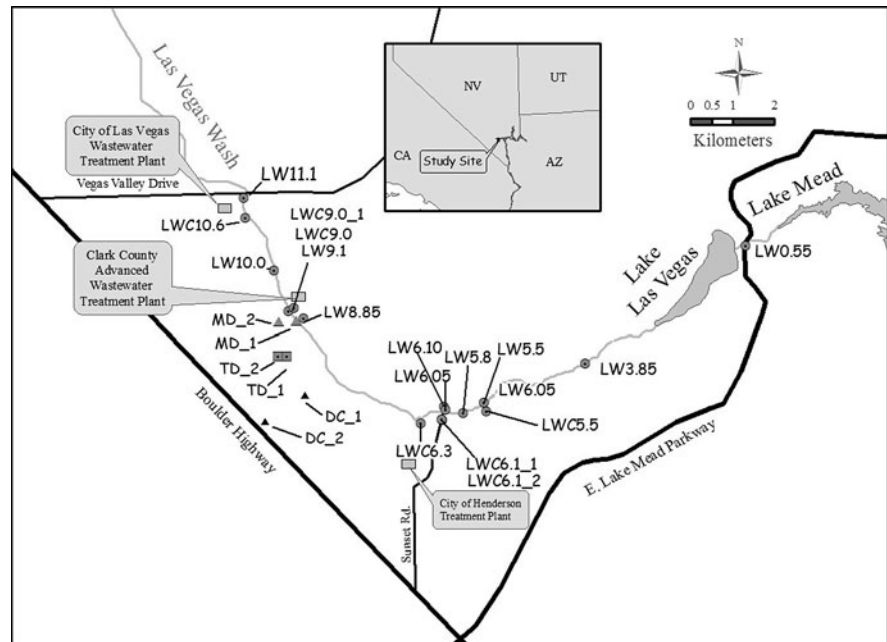 Las Vegas Wash
City of Las Vegas
Wastewater
Treatment Plant
Vegas Valley Drive
LW11.1
LWC10.6
LWC9.0_1
LWC9.0
LW9.1
LW10.0
Clark County
Advanced
Wastewater
Treatment Plant
LW8.85
MD_2
MD_1
TD_2
TD_1
DC_1
DC_2
Boulder Highway
NV
UT
CA
AZ
Study Site
N
0 0.5 1 2
Kilometers
Lake Mead
LW0.55
Lake
Las Vegas
LW3.85
LW6.10
LW6.05
LW5.8
LW5.5
LW6.05
LWC5.5
LWC6.3
LWC6.1_1
LWC6.1_2
City of Henderson
Treatment Plant
Sunset Rd.
E. Lake Mead Parkway